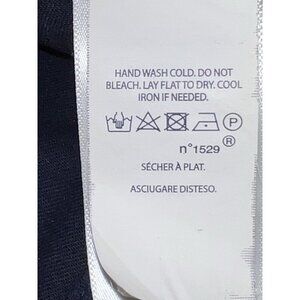 HAND WASH COLD. DO NOT
BLEACH. LAY FLAT TO DRY. COOL
IRON IF NEEDED.
P
n°1529 ®
SÉCHER À PLAT.
ASCIUGARE DISTESO.